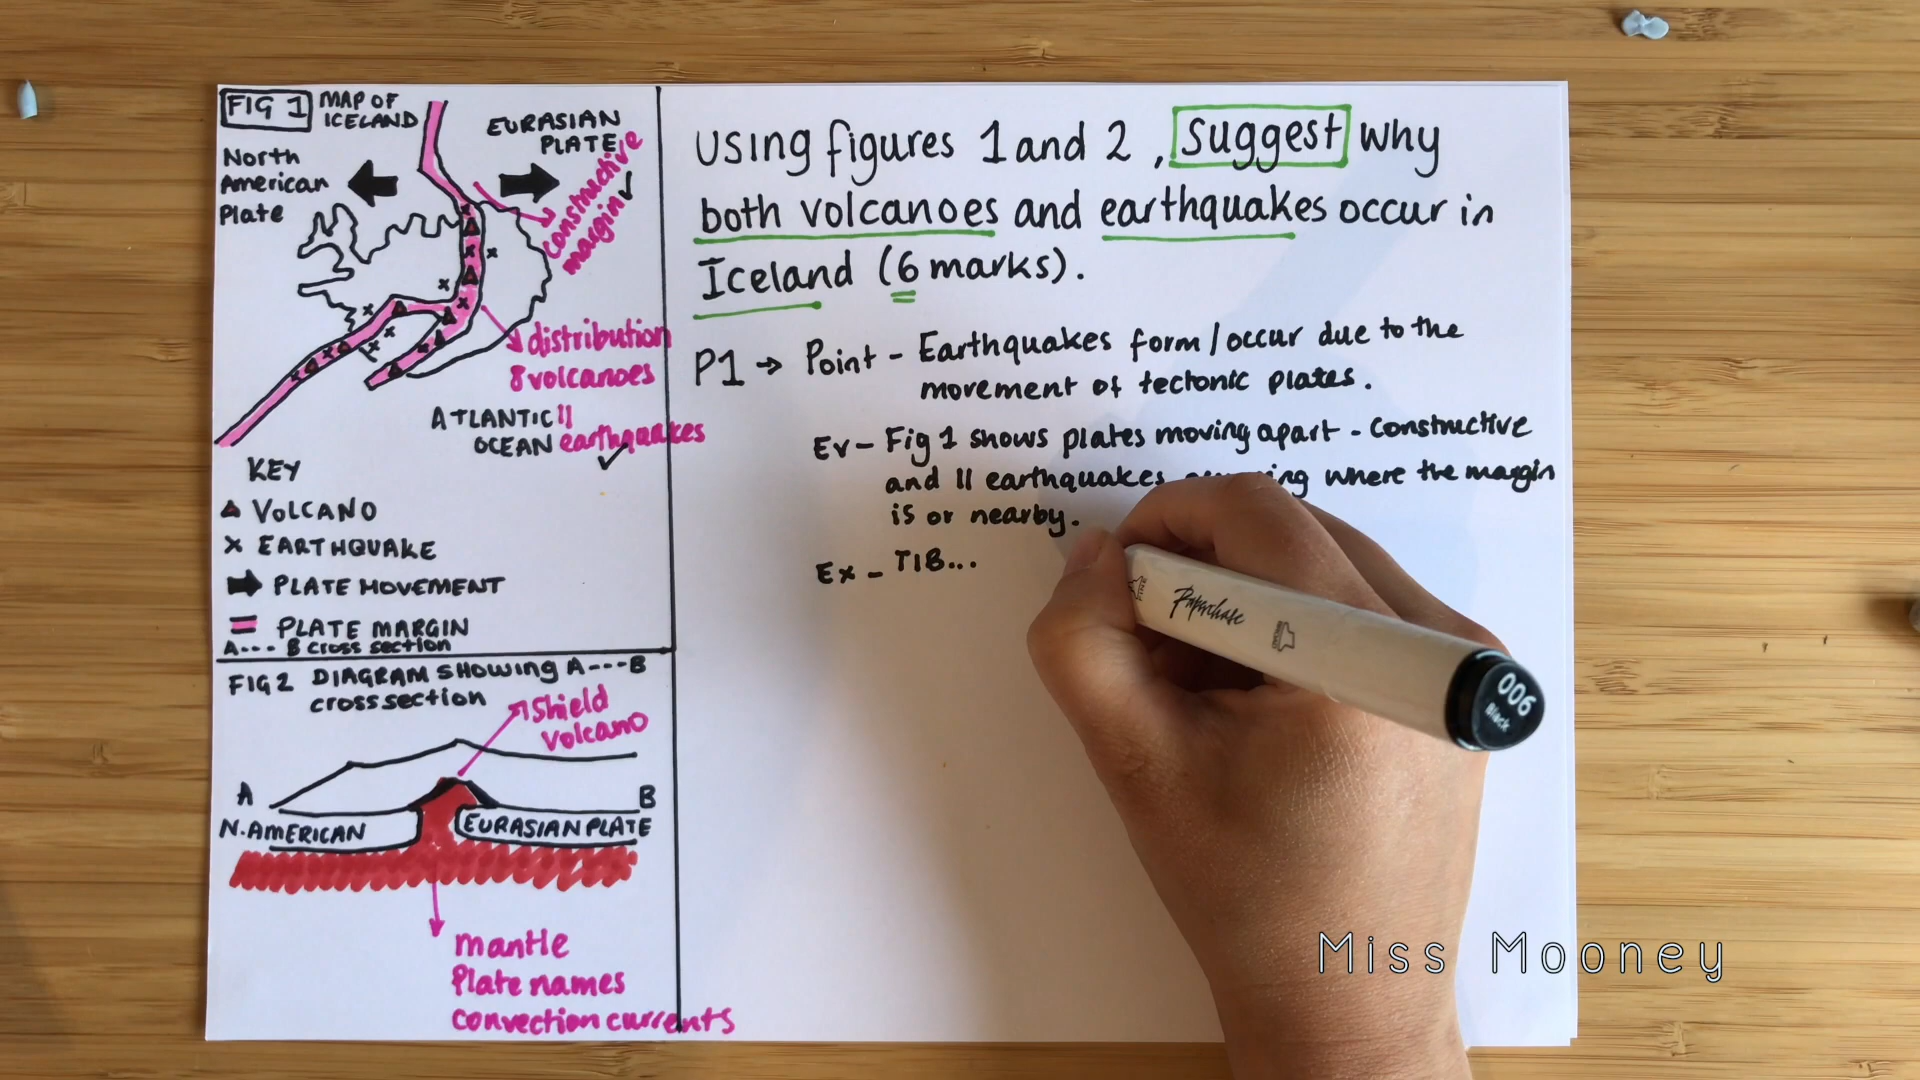 FIG 1 MAP OF
ICELAND
North
American
Plate
EURASIAN
PLATE
constructive
margin
distribution
8 volcanoes
ATLANTIC 11
OCEAN earthquakes
KEY
VOLCANO
X EARTHQUAKE
PLATE MOVEMENT
PLATE MARGIN
A--- B cross section
FIG 2 DIAGRAM SHOWING A---B
cross section
Shield
volcano
A
B
N. AMERICAN
EURASIAN PLATE
mantle
Plate names
convection currents
Using figures 1 and 2, suggest why
both volcanoes and earthquakes occur in
Iceland (6 marks).
P1 → Point - Earthquakes form/occur due to the
movement of tectonic plates.
Ev - Fig 1 shows plates moving apart - constructive
and 11 earthquakes where the margin
is or nearby.
Ex - TIB...
Paperchase
006
Black
Miss Mooney